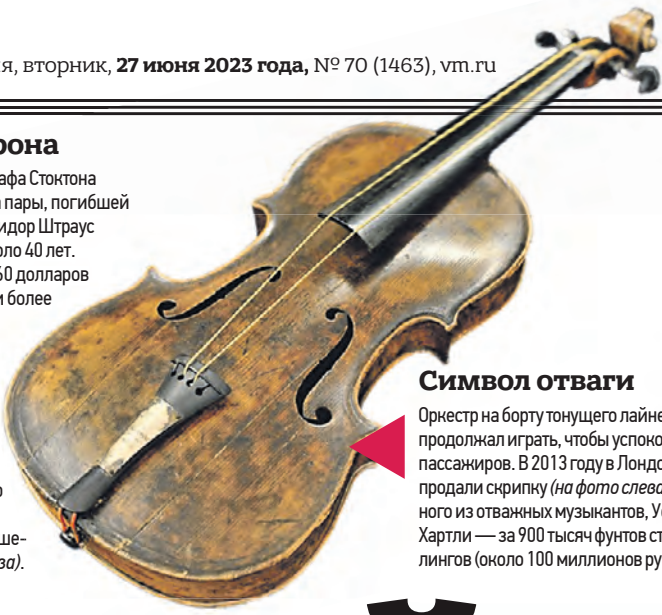 я, вторник, 27 июня 2023 года, № 70 (1463), vm.ru
рона
афа Стоктона
пары, погибшей
идор Штраус
оло 40 лет.
60 долларов
и более
о
ше-
за).
Символ отваги
Оркестр на борту тонущего лайне
продолжал играть, чтобы успоко
пассажиров. В 2013 году в Лондо
продали скрипку (на фото слева
ного из отважных музыкантов, У
Хартли — за 900 тысяч фунтов ст
лингов (около 100 миллионов ру